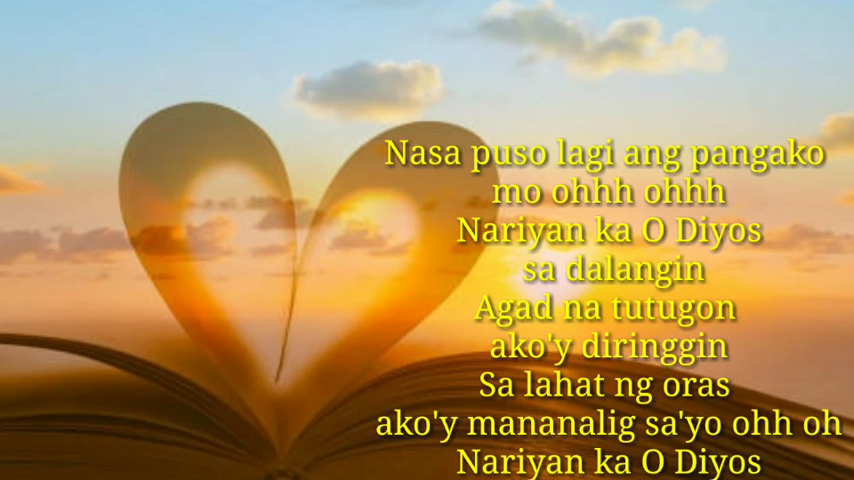 Nasa puso lagi ang pangako
mo ohhh ohhh
Nariyan ka O Diyos
sa dalangin
Agad na tutugon
ako'y diringgin
Sa lahat ng oras
ako'y mananalig sa'yo ohh oh
Nariyan ka O Diyos